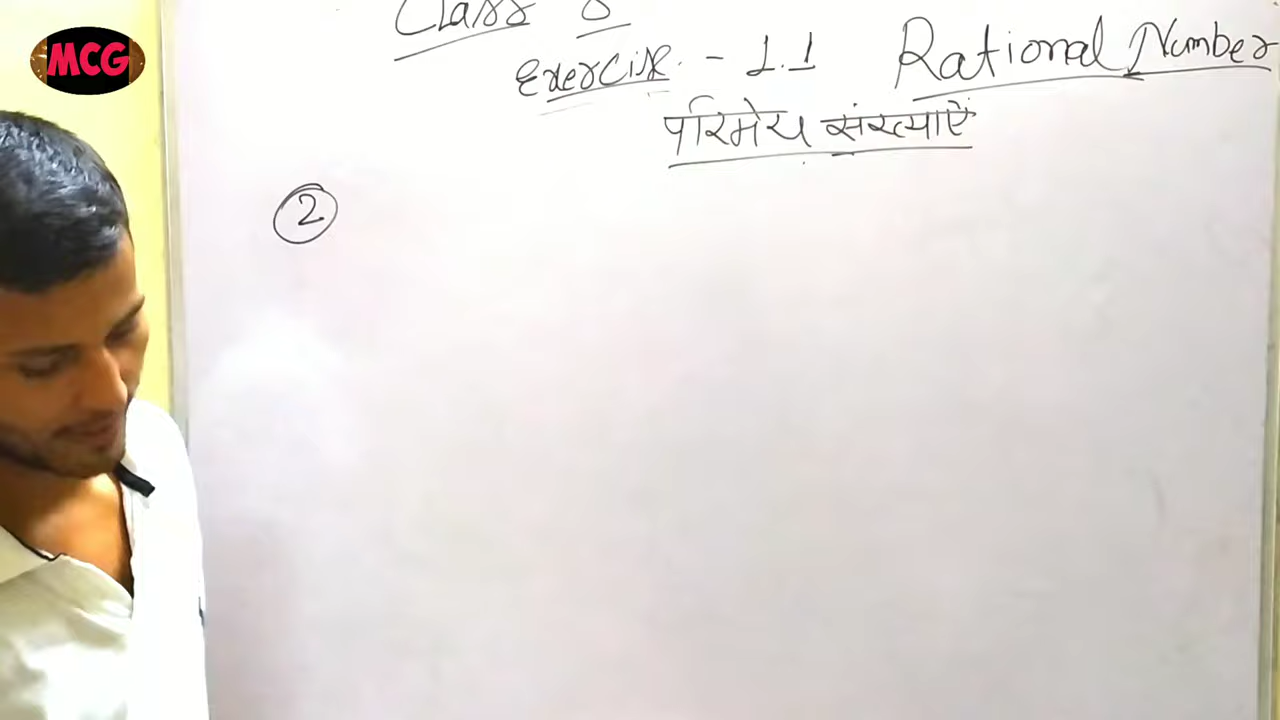 MCG
Class 8
Exercise - 1.1 Rational Number
परिमेय संख्याऐं
2